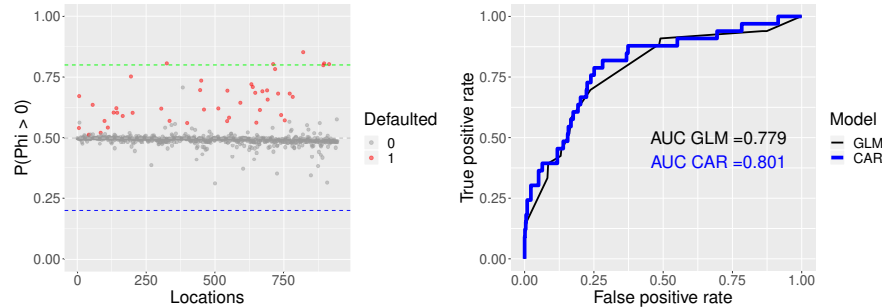 1.00
0.75
0.50
0.25
0.00
P(Phi > 0)
0
250
500
750
Locations
Defaulted
0
1
1.00
0.75
0.50
0.25
0.00
True positive rate
AUC GLM =0.779
AUC CAR =0.801
0.00
0.25
0.50
0.75
1.00
False positive rate
Model
GLM
CAR